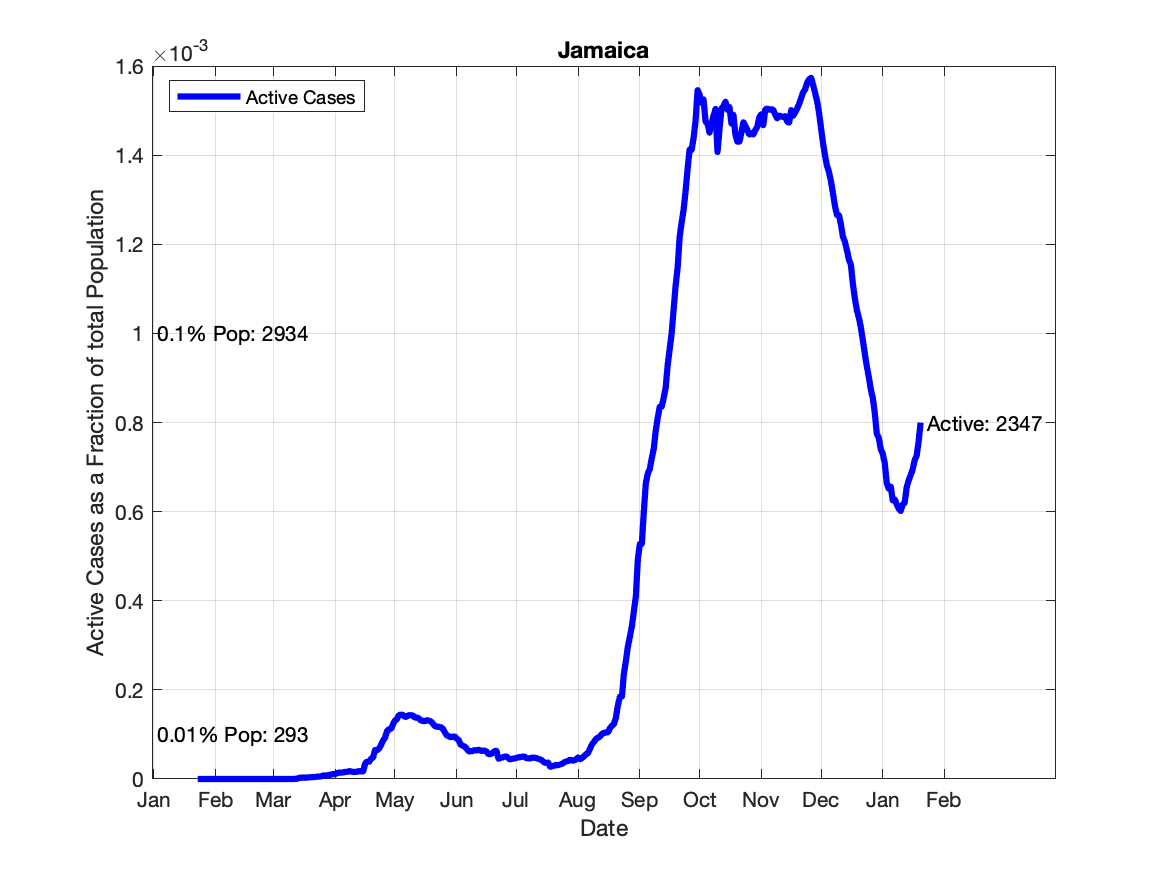 Jamaica
×10-3
Active Cases
1.6
1.4
1.2
1
0.8
0.6
0.4
0.2
0
Active Cases as a Fraction of total Population
0.1% Pop: 2934
Active: 2347
0.01% Pop: 293
Jan Feb Mar Apr May Jun Jul Aug Sep Oct Nov Dec Jan Feb
Date